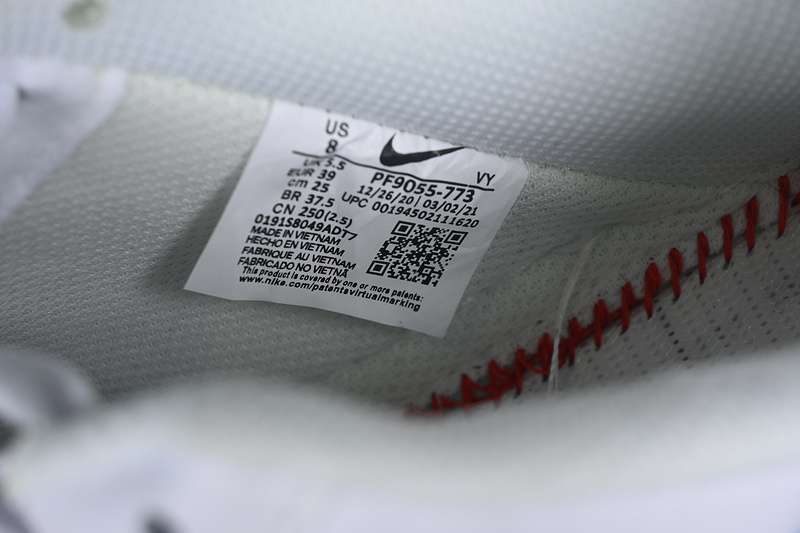 US
8
UK 5.5
EUR 39
cm 25
BR 37.5
CN 250(2.5)
0191S8049ADT7
MADE IN VIETNAM
HECHO EN VIETNAM
FABRIQUE AU VIETNAM
FABRICADO NO VIETNÃ
This product is covered by one or more patents:
www.nike.com/patentsvirtualmarking
VY
PF9055-773
12/26/20 | 03/02/21
UPC 00194502111620